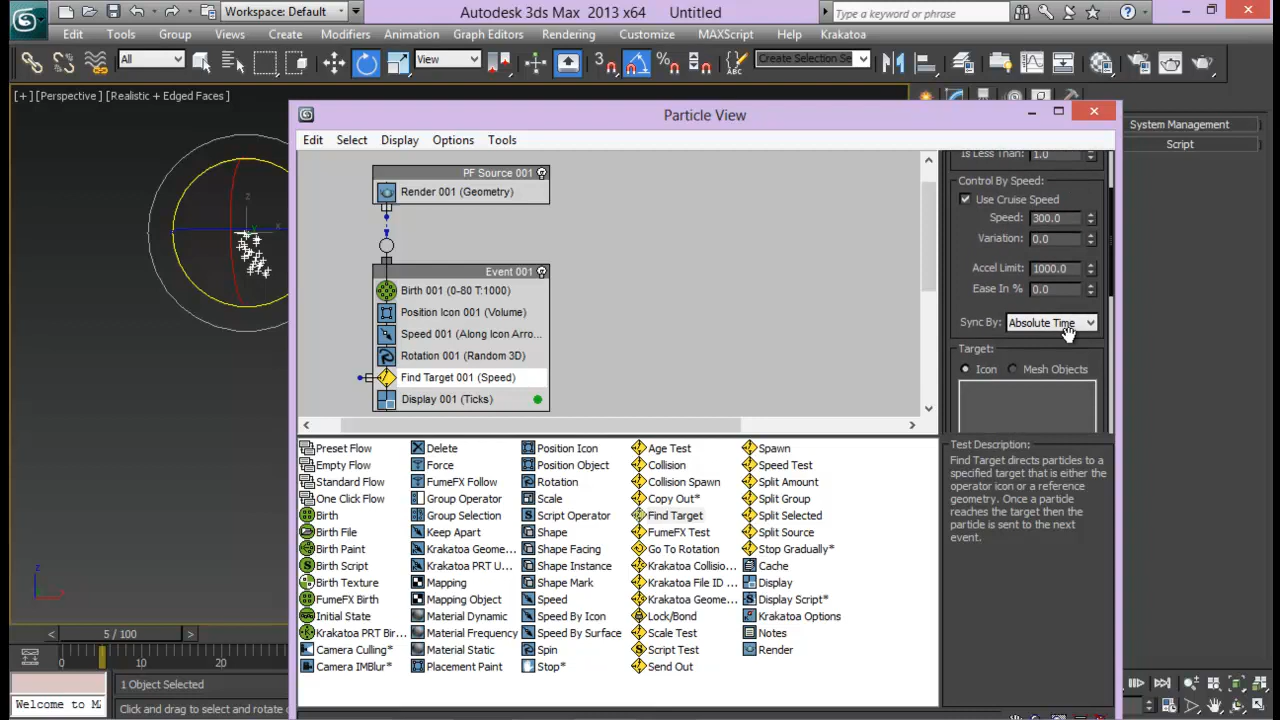 Workspace: Default
Autodesk 3ds Max 2013 x64 Untitled
Type a keyword or phrase
Edit Tools Group Views Create Modifiers Animation Graph Editors Rendering Customize MAXScript Help Krakatoa
All View 3 Create Selection Se
[+] [Perspective] [Realistic + Edged Faces]
Particle View
Edit Select Display Options Tools
System Management
Script
PF Source 001
Render 001 (Geometry)
Event 001
Birth 001 (0-80 T:1000)
Position Icon 001 (Volume)
Speed 001 (Along Icon Arro...
Rotation 001 (Random 3D)
Find Target 001 (Speed)
Display 001 (Ticks)
Is Less Than: 1.0
Control By Speed:
Use Cruise Speed
Speed: 300.0
Variation: 0.0
Accel Limit: 1000.0
Ease In % 0.0
Sync By: Absolute Time
Target:
Icon Mesh Objects
Preset Flow Delete Position Icon Age Test Spawn
Empty Flow Force Position Object Collision Speed Test
Standard Flow FumeFX Follow Rotation Collision Spawn Split Amount
One Click Flow Group Operator Scale Copy Out* Split Group
Birth Group Selection Script Operator Find Target Split Selected
Birth File Keep Apart Shape FumeFX Test Split Source
Birth Paint Krakatoa Geome... Shape Facing Go To Rotation Stop Gradually*
Birth Script Krakatoa PRT U... Shape Instance Krakatoa Collisio... Cache
Birth Texture Mapping Shape Mark Krakatoa File ID ... Display
FumeFX Birth Mapping Object Speed Krakatoa Geome... Display Script*
Initial State Material Dynamic Speed By Icon Lock/Bond Krakatoa Options
Krakatoa PRT Bir... Material Frequency Speed By Surface Scale Test Notes
Camera Culling* Material Static Spin Script Test Render
Camera IMBlur* Placement Paint Stop* Send Out
Test Description:
Find Target directs particles to a
specified target that is either the
operator icon or a reference
geometry. Once a particle
reaches the target then the
particle is sent to the next
event.
z
x
y
z
< 5 / 100 >
0 10 20
1 Object Selected
Welcome to M
Click and drag to select and rotate